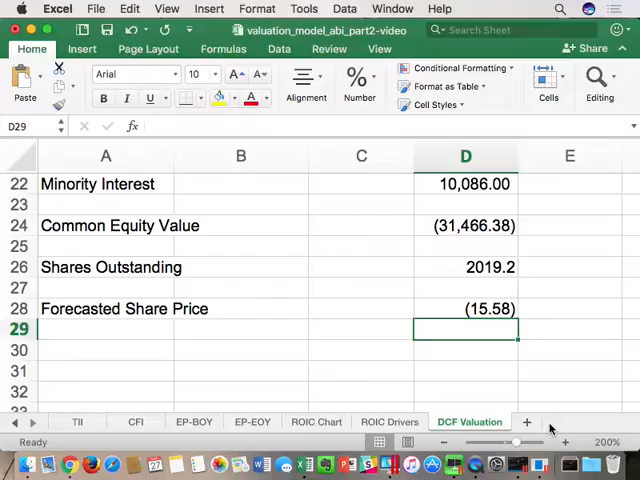 Excel File Edit View Insert Format Tools Data Window Help
valuation_model_abi_part2-video
Search Sheet
Home Insert Page Layout Formulas Data Review View
Share
Arial 10 A A
Conditional Formatting
Format as Table
Cell Styles
Paste B I U A Alignment % Number Cells Editing
D29 fx
A B C D E
22 Minority Interest 10,086.00
23
24 Common Equity Value (31,466.38)
25
26 Shares Outstanding 2019.2
27
28 Forecasted Share Price (15.58)
29
30
31
32
33
TII CFI EP-BOY EP-EOY ROIC Chart ROIC Drivers DCF Valuation +
Ready 200%
27